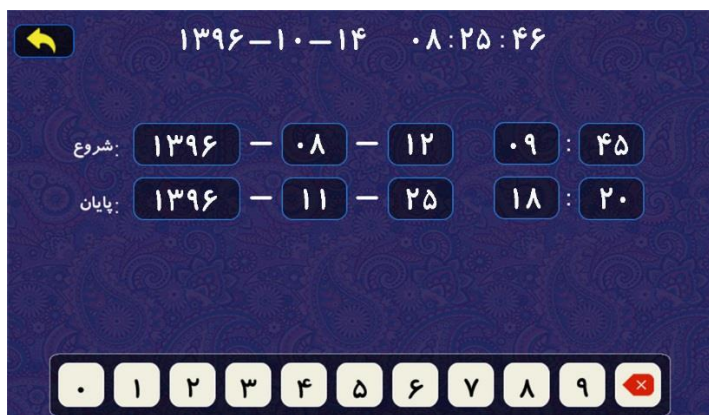 ۱۳۹۶-۱۰-۱۴ ۰۸:۲۵:۴۶
شروع: ۱۳۹۶ - ۰۸ - ۱۲ ۰۹ : ۴۵
پایان: ۱۳۹۶ - ۱۱ - ۲۵ ۱۸ : ۲۰
۰ ۱ ۲ ۳ ۴ ۵ ۶ ۷ ۸ ۹